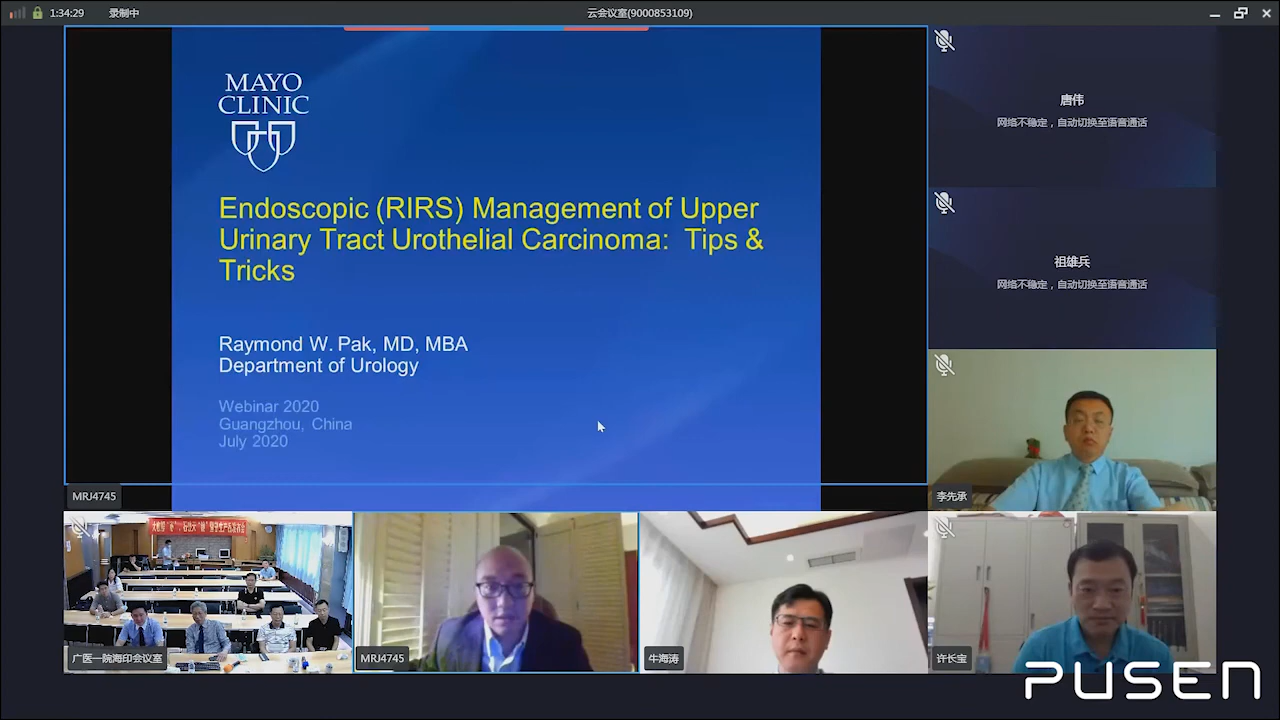 1:34:29
录制中
云会议室(9000853109)
MAYO
CLINIC
Endoscopic (RIRS) Management of Upper
Urinary Tract Urothelial Carcinoma: Tips &
Tricks
Raymond W. Pak, MD, MBA
Department of Urology
Webinar 2020
Guangzhou, China
July 2020
MRJ4745
唐伟
网络不稳定，自动切换至语音通话
祖雄兵
网络不稳定，自动切换至语音通话
李先承
广医一院海印会议室
MRJ4745
牛海涛
许长宝
PUSEN